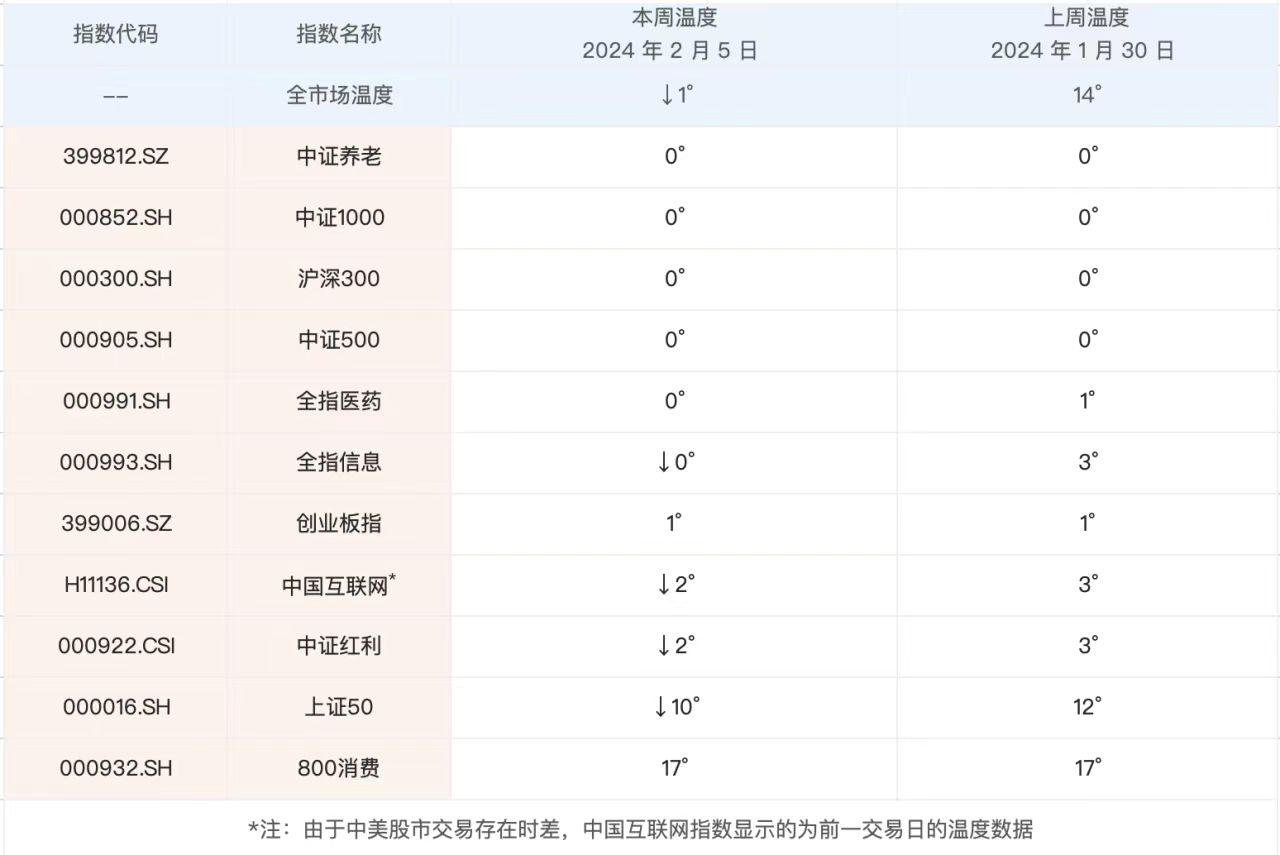 指数代码 指数名称 本周温度 上周温度
2024 年 2 月 5 日 2024 年 1 月 30 日
-- 全市场温度 ↓1° 14°
399812.SZ 中证养老 0° 0°
000852.SH 中证1000 0° 0°
000300.SH 沪深300 0° 0°
000905.SH 中证500 0° 0°
000991.SH 全指医药 0° 1°
000993.SH 全指信息 ↓0° 3°
399006.SZ 创业板指 1° 1°
H11136.CSI 中国互联网* ↓2° 3°
000922.CSI 中证红利 ↓2° 3°
000016.SH 上证50 ↓10° 12°
000932.SH 800消费 17° 17°
*注：由于中美股市交易存在时差，中国互联网指数显示的为前一交易日的温度数据